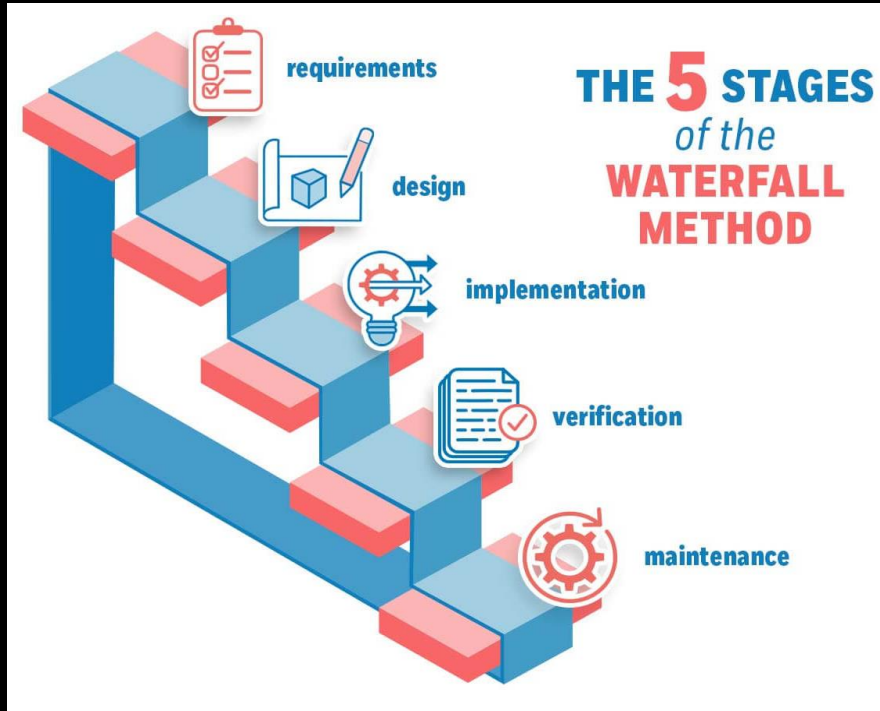 THE 5 STAGES
of the
WATERFALL
METHOD
requirements
design
implementation
verification
maintenance